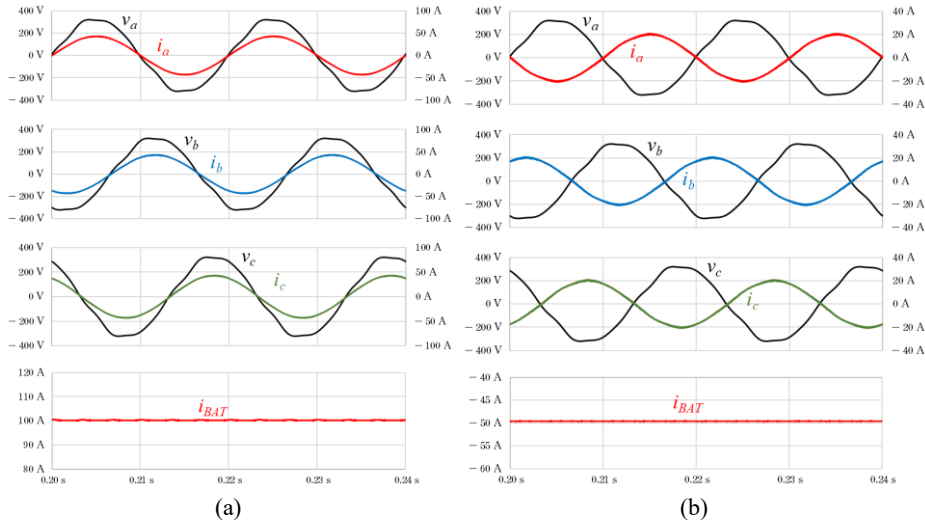 400 V
200 V
0 V
− 200 V
− 400 V
v_a
i_a
100 A
50 A
0 A
− 50 A
− 100 A
400 V
200 V
0 V
− 200 V
− 400 V
v_b
i_b
100 A
50 A
0 A
− 50 A
− 100 A
400 V
200 V
0 V
− 200 V
− 400 V
v_c
i_c
100 A
50 A
0 A
− 50 A
− 100 A
120 A
110 A
100 A
90 A
80 A
i_BAT
0.20 s
0.21 s
0.22 s
0.23 s
0.24 s
(a)
400 V
200 V
0 V
− 200 V
− 400 V
v_a
i_a
40 A
20 A
0 A
− 20 A
− 40 A
400 V
200 V
0 V
− 200 V
− 400 V
v_b
i_b
40 A
20 A
0 A
− 20 A
− 40 A
400 V
200 V
0 V
− 200 V
− 400 V
v_c
i_c
40 A
20 A
0 A
− 20 A
− 40 A
− 40 A
− 45 A
− 50 A
− 55 A
− 60 A
i_BAT
0.20 s
0.21 s
0.22 s
0.23 s
0.24 s
(b)